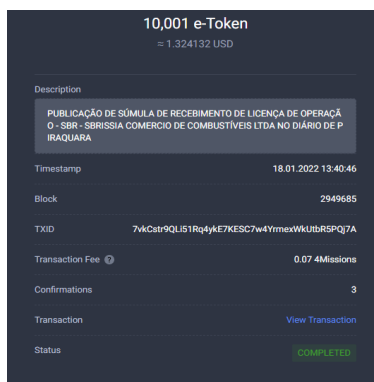 10,001 e-Token
≈ 1.324132 USD
Description
PUBLICAÇÃO DE SÚMULA DE RECEBIMENTO DE LICENÇA DE OPERAÇÃ
O - SBR - SBRISSIA COMERCIO DE COMBUSTÍVEIS LTDA NO DIÁRIO DE P
IRAQUARA
Timestamp 18.01.2022 13:40:46
Block 2949685
TXID 7vkCstr9QLi51Rq4ykE7KESC7w4YrmexWkUtbR5PQj7A
Transaction Fee ? 0.07 4Missions
Confirmations 3
Transaction View Transaction
Status COMPLETED